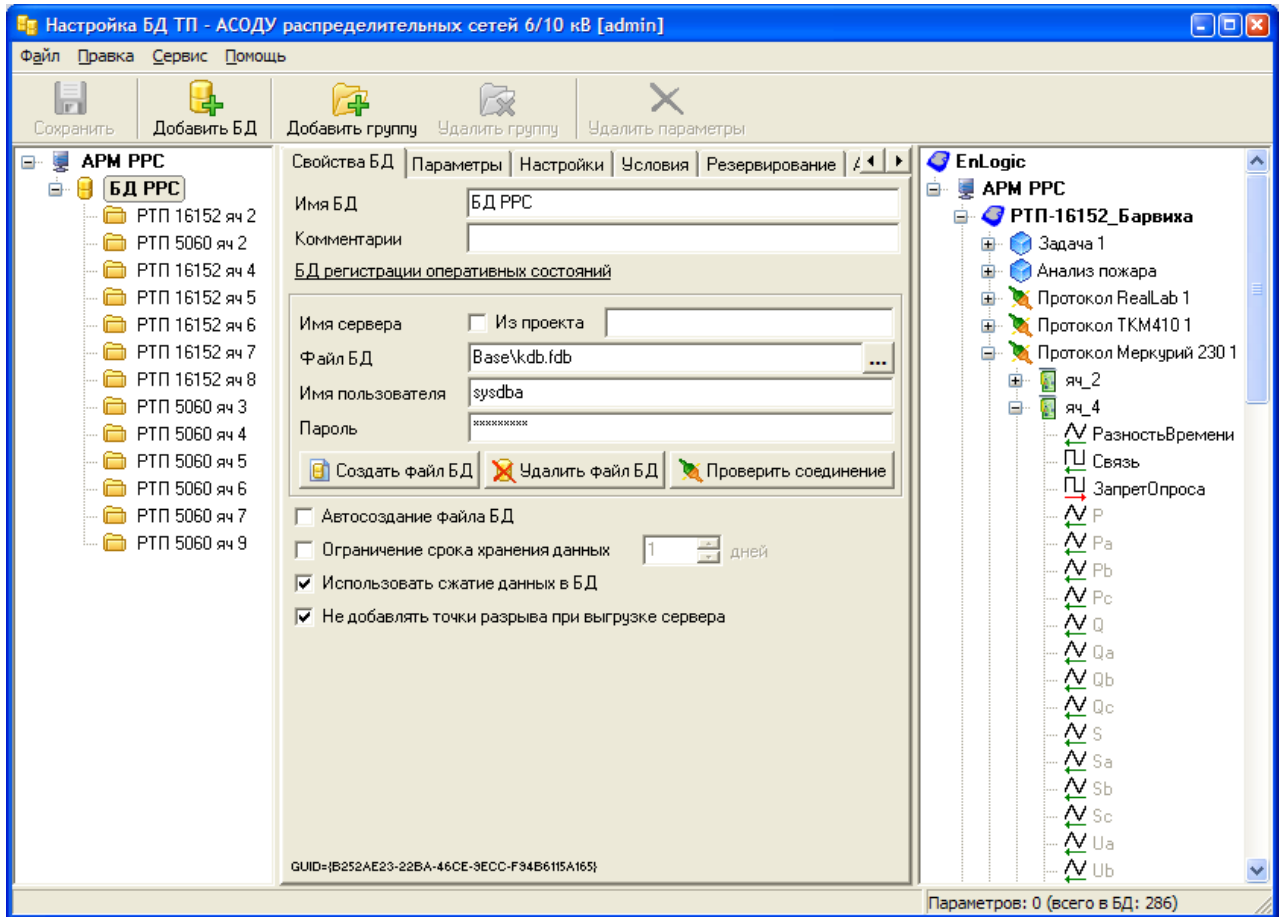 Настройка БД ТП - АСОДУ распределительных сетей 6/10 кВ [admin]
Файл Правка Сервис Помощь
Сохранить Добавить БД Добавить группу Удалить группу Удалить параметры
АРМ РРС
БД РРС
РТП 16152 яч 2
РТП 5060 яч 2
РТП 16152 яч 4
РТП 16152 яч 5
РТП 16152 яч 6
РТП 16152 яч 7
РТП 16152 яч 8
РТП 5060 яч 3
РТП 5060 яч 4
РТП 5060 яч 5
РТП 5060 яч 6
РТП 5060 яч 7
РТП 5060 яч 9
Свойства БД Параметры Настройки Условия Резервирование
Имя БД БД РРС
Комментарии
БД регистрации оперативных состояний
Имя сервера Из проекта
Файл БД Base\kdb.fdb ...
Имя пользователя sysdba
Пароль *********
Создать файл БД Удалить файл БД Проверить соединение
Автосоздание файла БД
Ограничение срока хранения данных 1 дней
Использовать сжатие данных в БД
Не добавлять точки разрыва при выгрузке сервера
GUID={B252AE23-22BA-46CE-9ECC-F94B6115A165}
EnLogic
АРМ РРС
РТП-16152_Барвиха
Задача 1
Анализ пожара
Протокол RealLab 1
Протокол ТКМ410 1
Протокол Меркурий 230 1
яч_2
яч_4
РазностьВремени
Связь
ЗапретОпроса
P
Pa
Pb
Pc
Q
Qa
Qb
Qc
S
Sa
Sb
Sc
Ua
Ub
Параметров: 0 (всего в БД: 286)